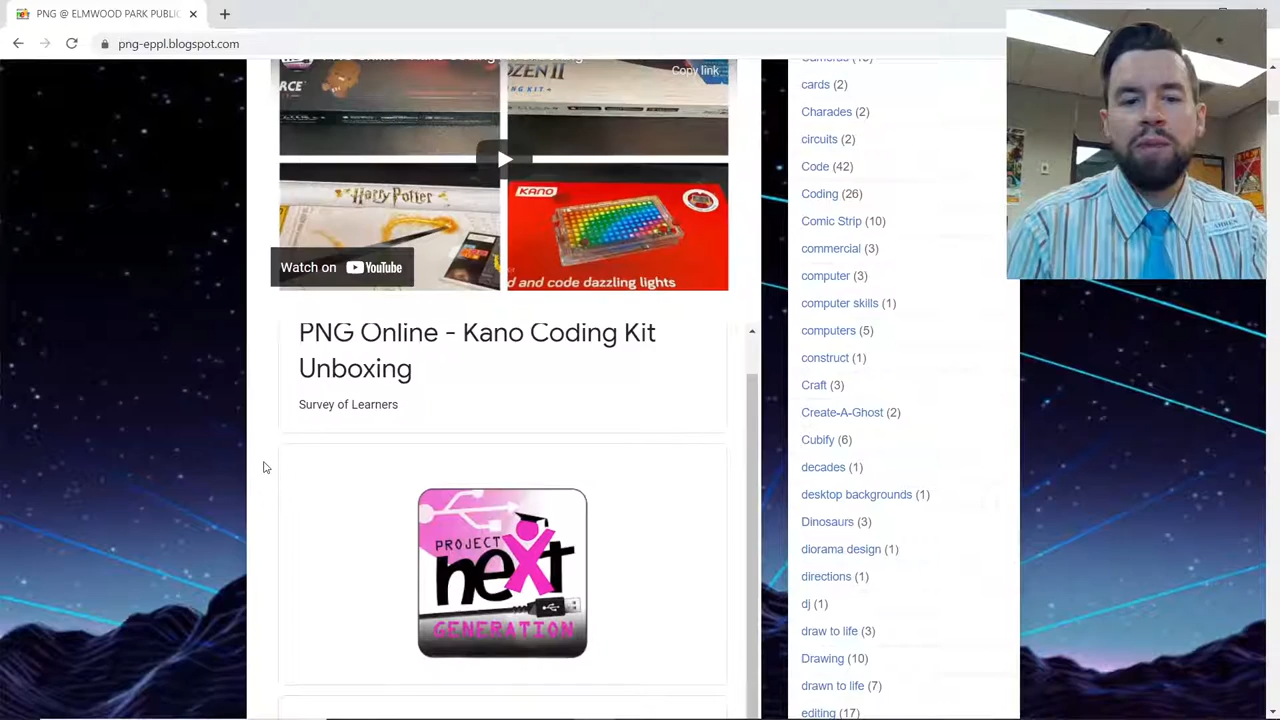 PNG @ ELMWOOD PARK PUBLIC
png-eppl.blogspot.com
Copy link
KING KIT
Harry Potter
KANO
d and code dazzling lights
Watch on YouTube
PNG Online - Kano Coding Kit
Unboxing
Survey of Learners
PROJECT
neXt
GENERATION
cards (2)
Charades (2)
circuits (2)
Code (42)
Coding (26)
Comic Strip (10)
commercial (3)
computer (3)
computer skills (1)
computers (5)
construct (1)
Craft (3)
Create-A-Ghost (2)
Cubify (6)
decades (1)
desktop backgrounds (1)
Dinosaurs (3)
diorama design (1)
directions (1)
dj (1)
draw to life (3)
Drawing (10)
drawn to life (7)
editing (17)